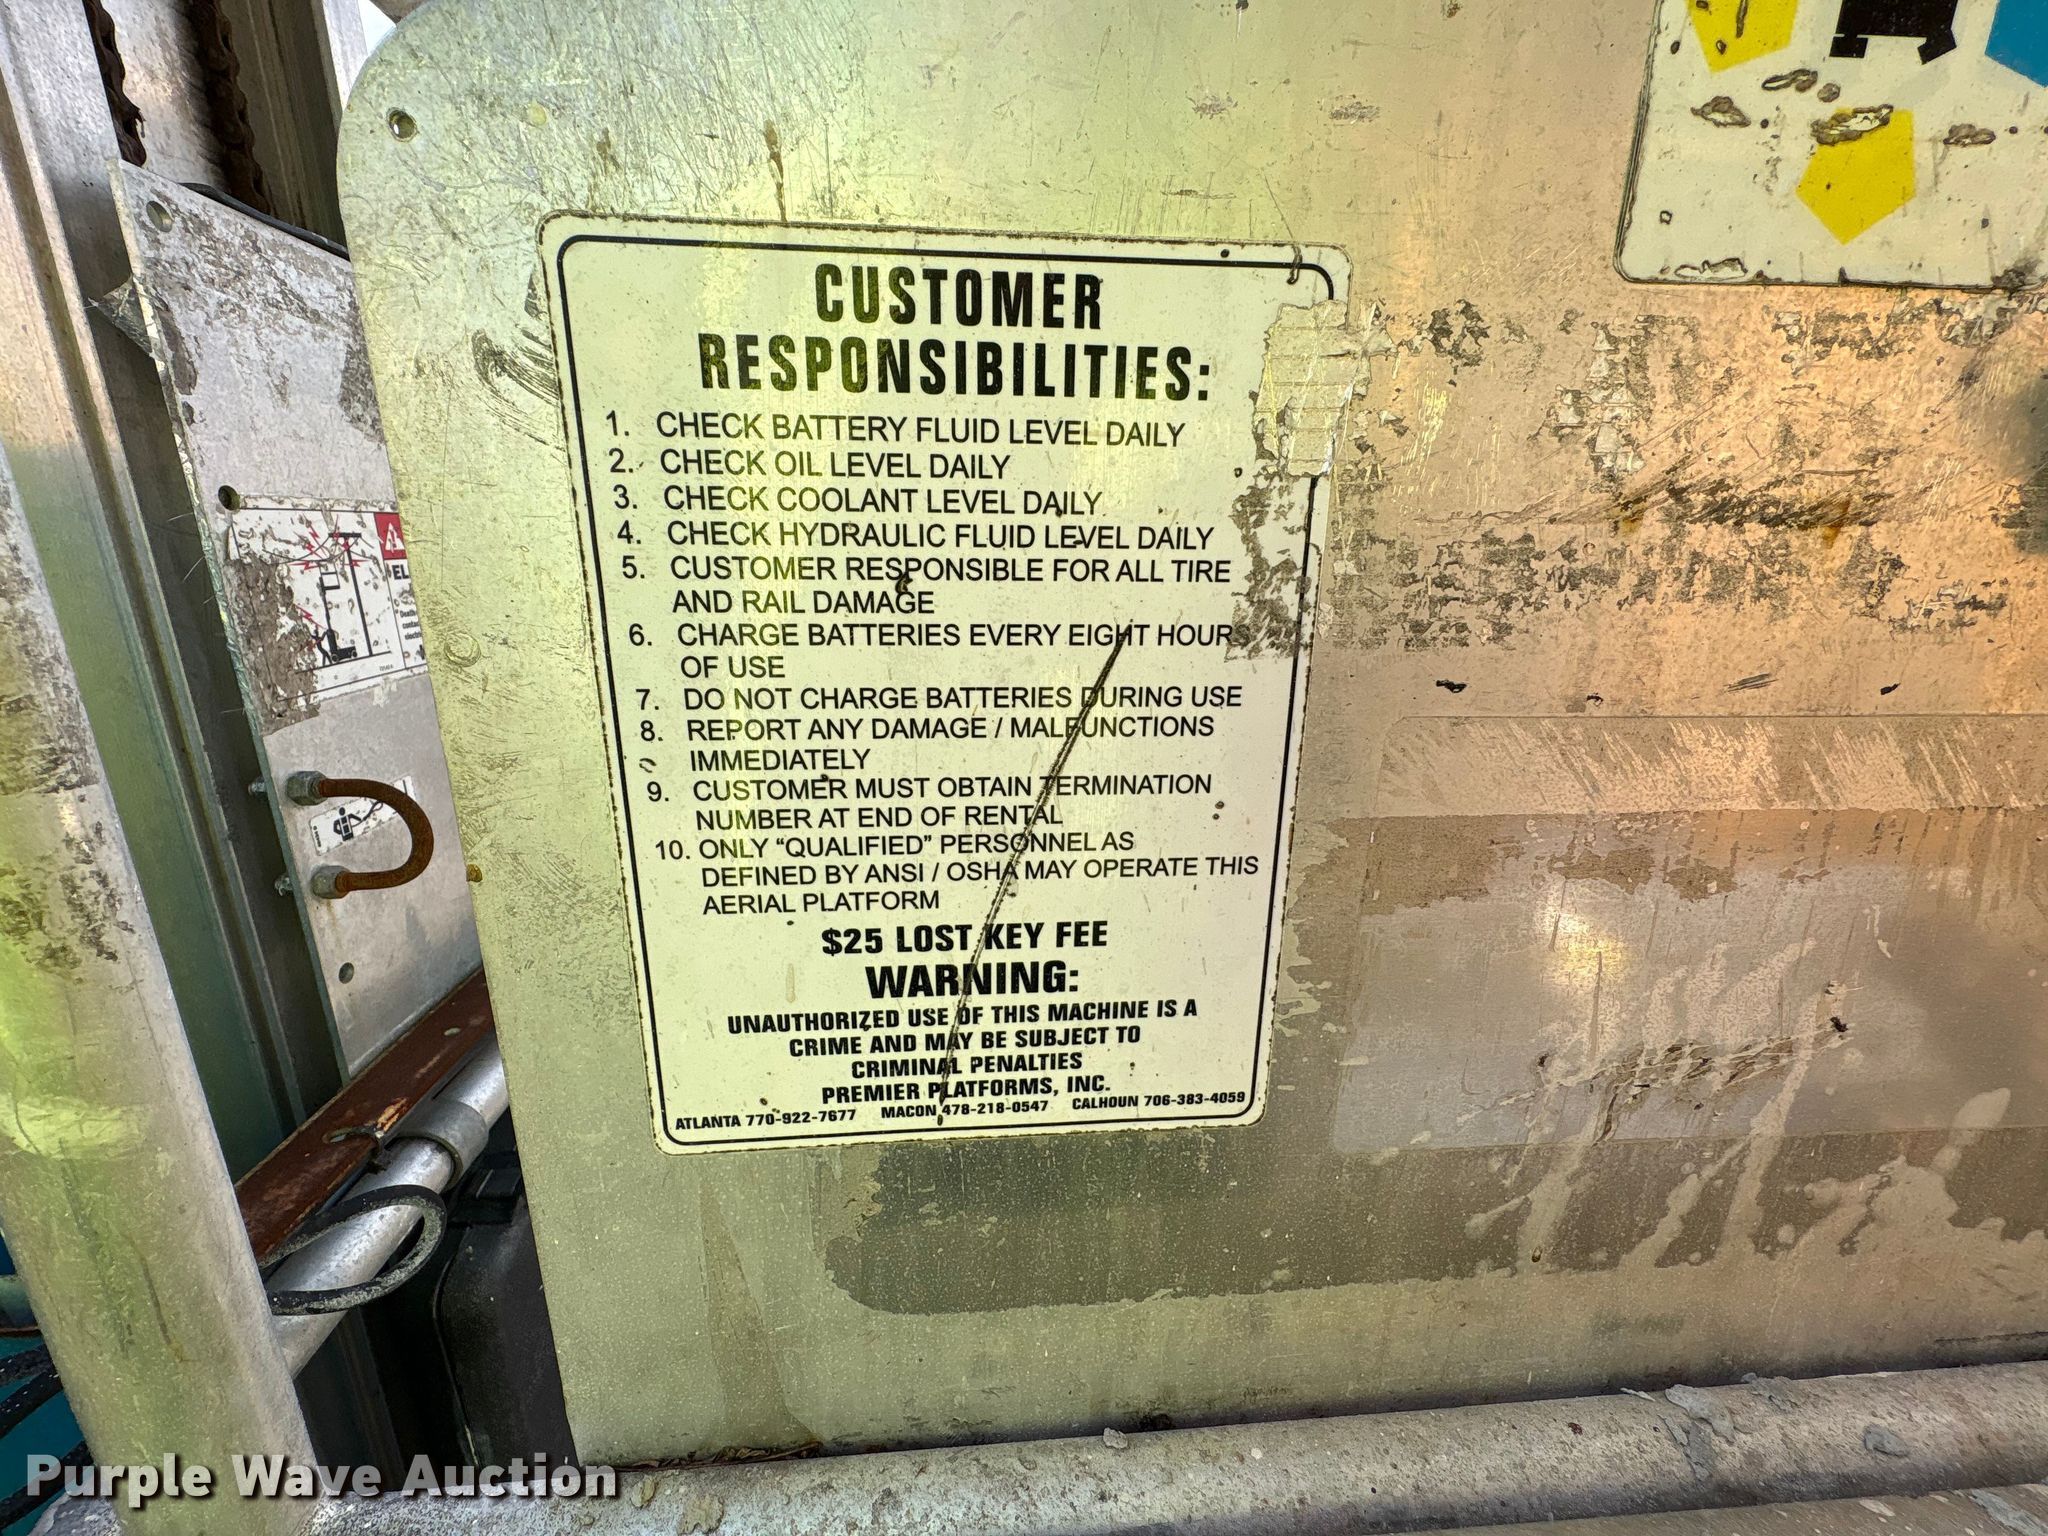 CUSTOMER
RESPONSIBILITIES:
1. CHECK BATTERY FLUID LEVEL DAILY
2. CHECK OIL LEVEL DAILY
3. CHECK COOLANT LEVEL DAILY
4. CHECK HYDRAULIC FLUID LEVEL DAILY
5. CUSTOMER RESPONSIBLE FOR ALL TIRE
AND RAIL DAMAGE
6. CHARGE BATTERIES EVERY EIGHT HOURS
OF USE
7. DO NOT CHARGE BATTERIES DURING USE
8. REPORT ANY DAMAGE / MALFUNCTIONS
IMMEDIATELY
9. CUSTOMER MUST OBTAIN TERMINATION
NUMBER AT END OF RENTAL
10. ONLY “QUALIFIED” PERSONNEL AS
DEFINED BY ANSI / OSHA MAY OPERATE THIS
AERIAL PLATFORM
$25 LOST KEY FEE
WARNING:
UNAUTHORIZED USE OF THIS MACHINE IS A
CRIME AND MAY BE SUBJECT TO
CRIMINAL PENALTIES
PREMIER PLATFORMS, INC.
ATLANTA 770-922-7677 MACON 478-218-0547 CALHOUN 706-383-4059
Purple Wave Auction